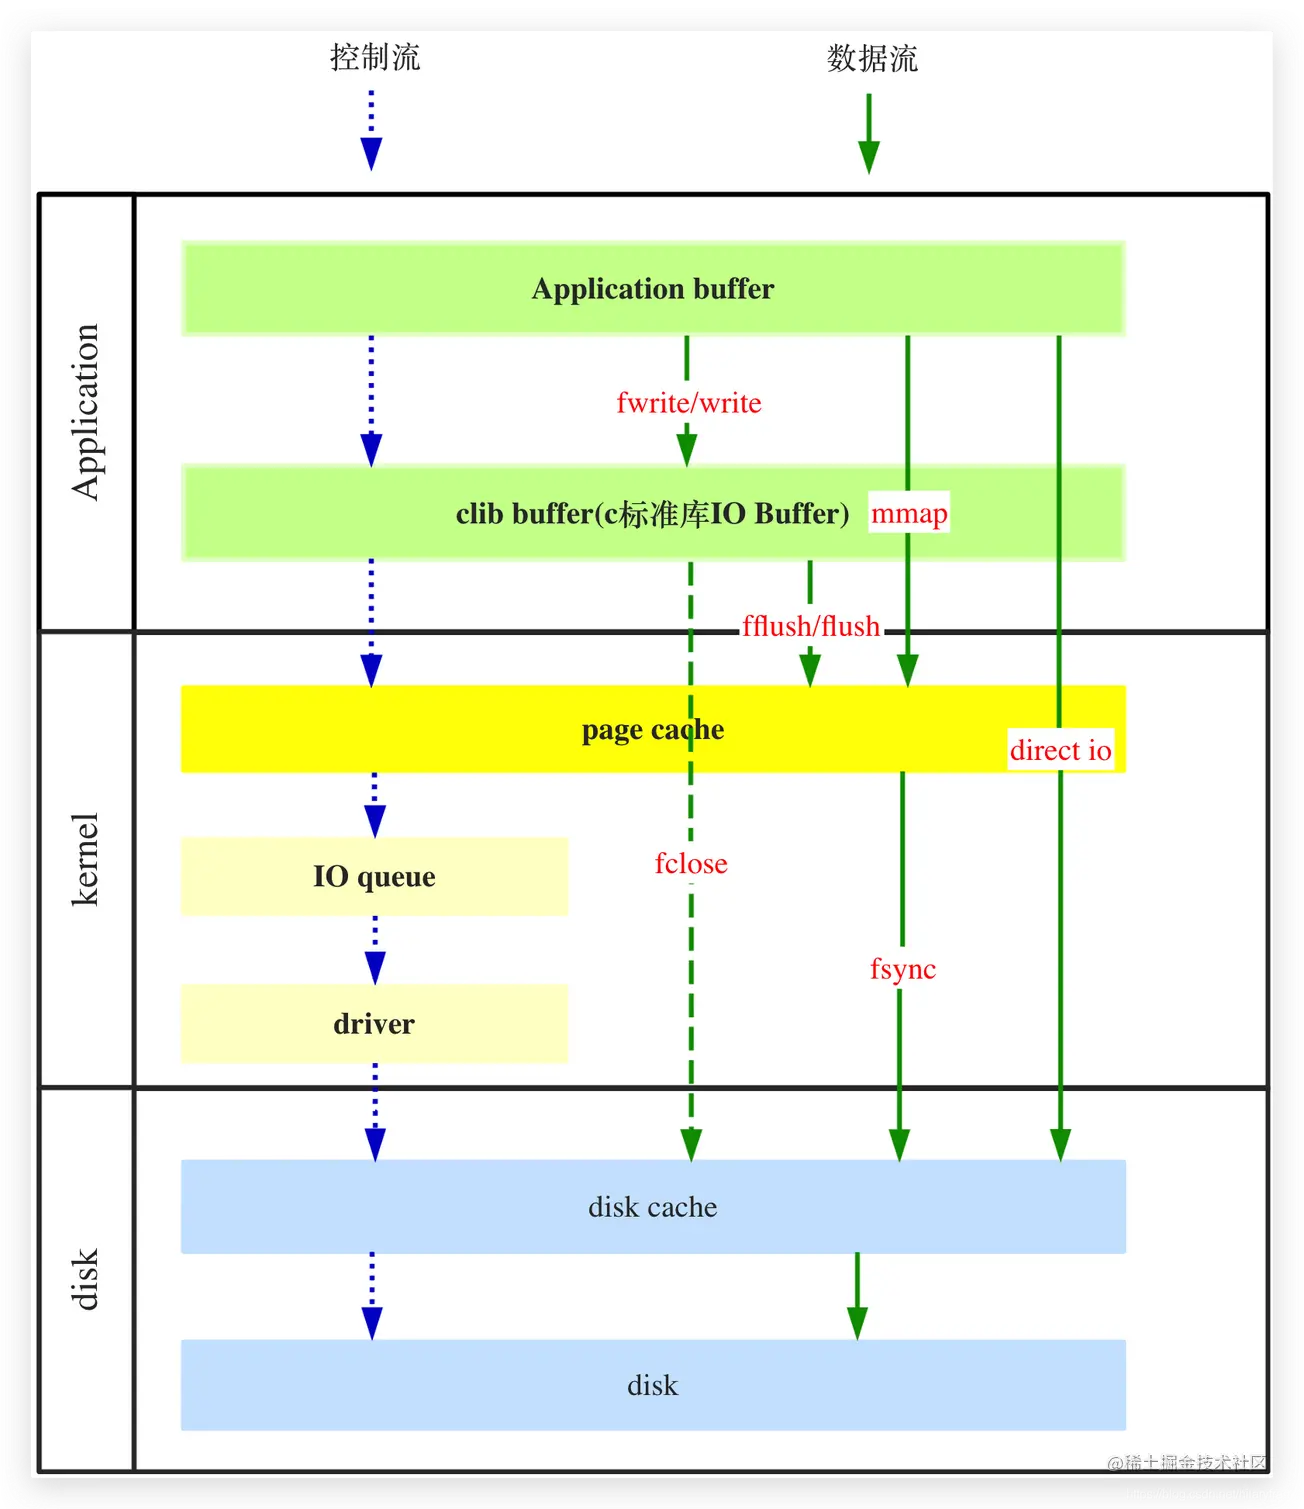 控制流
数据流
Application
Application buffer
fwrite/write
clib buffer(c标准库IO Buffer)
mmap
fflush/flush
kernel
page cache
direct io
IO queue
fclose
fsync
driver
disk
disk cache
disk
@稀土掘金技术社区